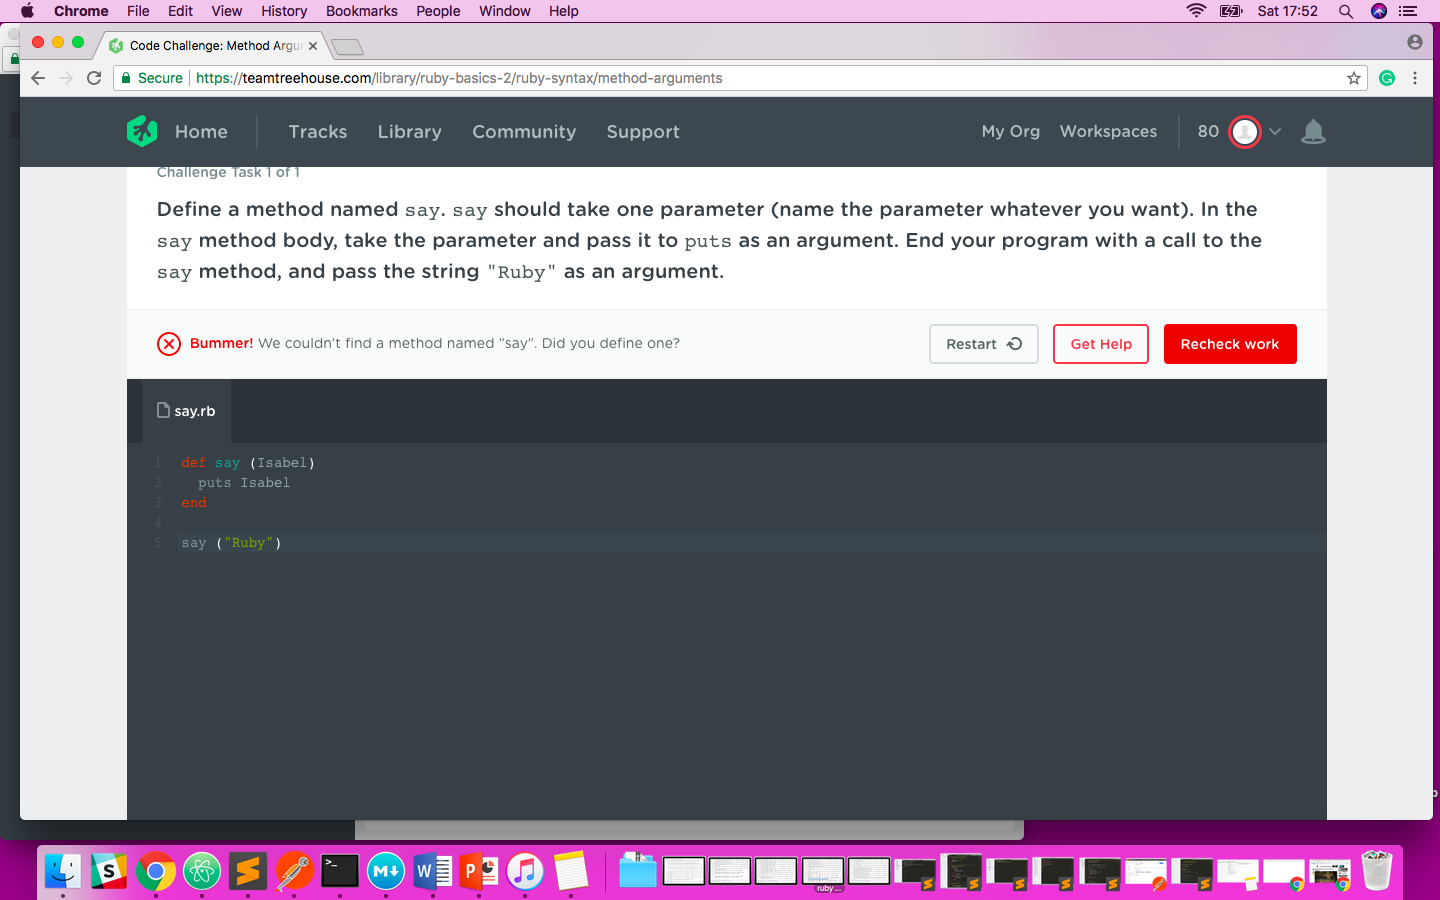 Chrome File Edit View History Bookmarks People Window Help Sat 17:52
Code Challenge: Method Argu
Secure https://teamtreehouse.com/library/ruby-basics-2/ruby-syntax/method-arguments
Home Tracks Library Community Support My Org Workspaces 80
Challenge Task 1 of 1
Define a method named say. say should take one parameter (name the parameter whatever you want). In the
say method body, take the parameter and pass it to puts as an argument. End your program with a call to the
say method, and pass the string "Ruby" as an argument.
Bummer! We couldn't find a method named "say". Did you define one? Restart Get Help Recheck work
say.rb
1 def say (Isabel)
2 puts Isabel
3 end
4
5 say ("Ruby")
S >_ M W P ruby ...